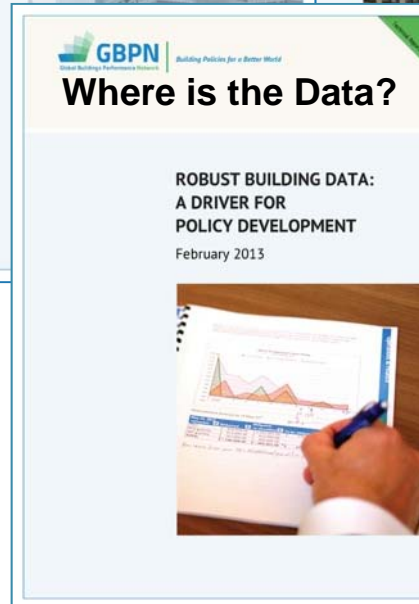 GBPN
Building Policies for a Better World
Global Buildings Performance Network
Where is the Data?
ROBUST BUILDING DATA:
A DRIVER FOR
POLICY DEVELOPMENT
February 2013